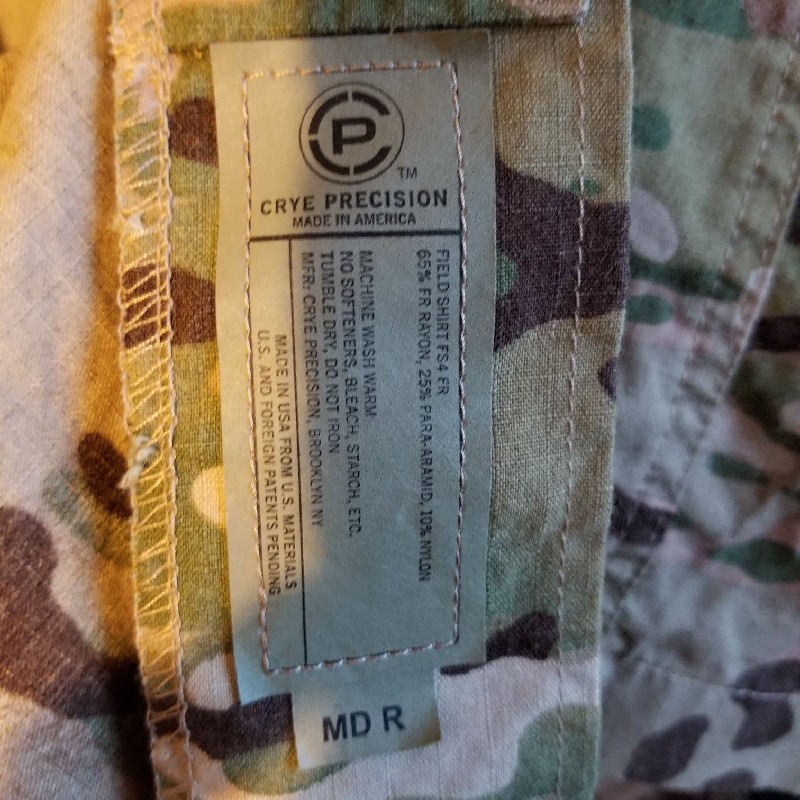 CP
TM
CRYE PRECISION
MADE IN AMERICA
FIELD SHIRT FS4 FR
65% FR RAYON, 25% PARA-ARAMID, 10% NYLON
MACHINE WASH WARM
NO SOFTENERS, BLEACH, STARCH, ETC.
TUMBLE DRY, DO NOT IRON
MFR: CRYE PRECISION, BROOKLYN NY
MADE IN USA FROM U.S. MATERIALS
U.S. AND FOREIGN PATENTS PENDING
MD R